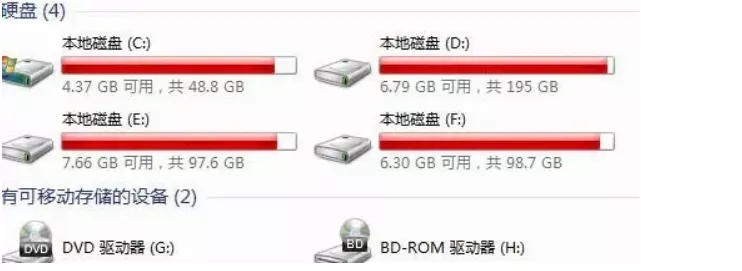 硬盘 (4)
本地磁盘 (C:)
4.37 GB 可用，共 48.8 GB
本地磁盘 (D:)
6.79 GB 可用，共 195 GB
本地磁盘 (E:)
7.66 GB 可用，共 97.6 GB
本地磁盘 (F:)
6.30 GB 可用，共 98.7 GB
有可移动存储的设备 (2)
DVD
DVD 驱动器 (G:)
BD
BD-ROM 驱动器 (H:)